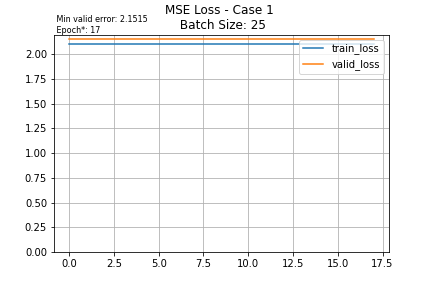 MSE Loss - Case 1
Min valid error: 2.1515
Batch Size: 25
Epoch*: 17
train_loss
valid_loss
2.00
1.75
1.50
1.25
1.00
0.75
0.50
0.25
0.00
0.0 2.5 5.0 7.5 10.0 12.5 15.0 17.5